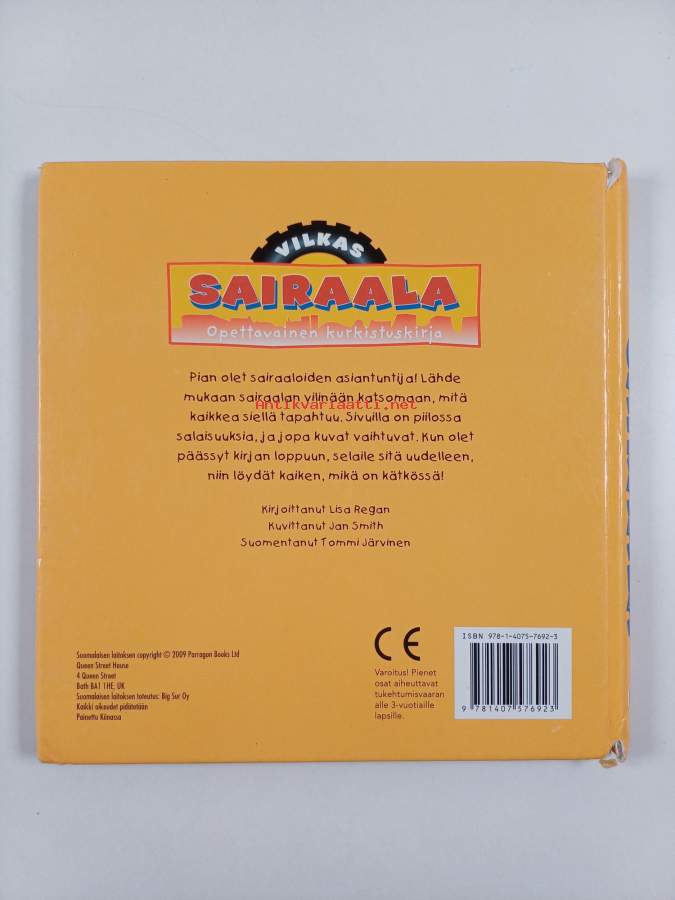 VILKAS
SAIRAALA
Opettavainen kurkistuskirja
Pian olet sairaaloiden asiantuntija! Lähde
mukaan sairaalan vilinään katsomaan, mitä
Antikvariaatti.net
kaikkea siellä tapahtuu. Sivuilla on piilossa
salaisuuksia, ja jopa kuvat vaihtuvat. Kun olet
päässyt kirjan loppuun, selaile sitä uudelleen,
niin löydät kaiken, mikä on kätkössä!
Kirjoittanut Lisa Regan
Kuvittanut Jan Smith
Suomentanut Tommi Järvinen
Suomalaisen laitoksen copyright © 2009 Parragon Books Ltd
Queen Street House
4 Queen Street
Bath BA1 1HE, UK
Suomalaisen laitoksen toteutus: Big Sur Oy
Kaikki oikeudet pidätetään
Painettu Kiinassa
CE
Varoitus! Pienet
osat aiheuttavat
tukehtumisvaaran
alle 3-vuotiaille
lapsille.
ISBN 978-1-4075-7692-3
9 781407 576923